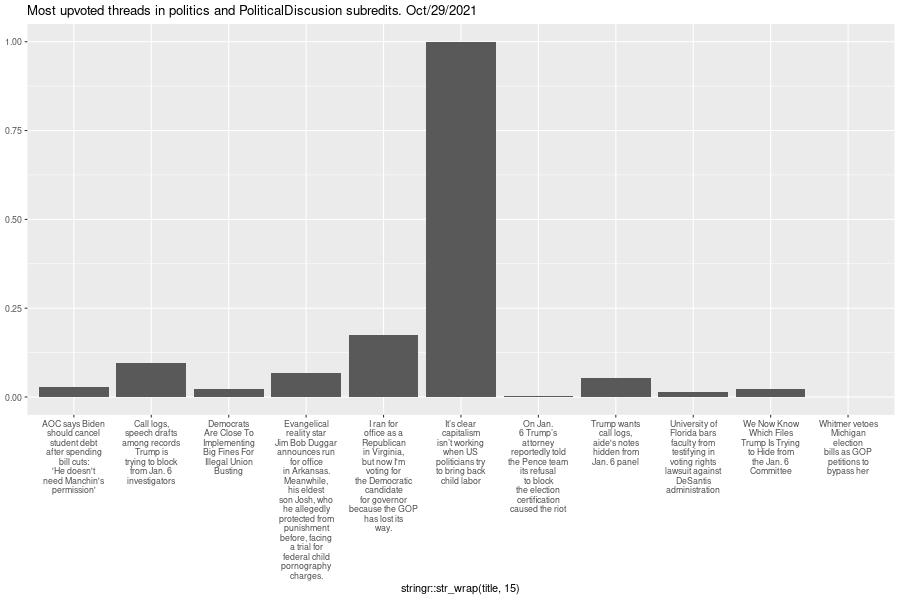 Most upvoted threads in politics and PoliticalDiscusion subredits. Oct/29/2021
1.00
0.75
0.50
0.25
0.00
AOC says Biden
should cancel
student debt
after spending
bill cuts:
'He doesn't
need Manchin's
permission'
Call logs,
speech drafts
among records
Trump is
trying to block
from Jan. 6
investigators
Democrats
Are Close To
Implementing
Big Fines For
Illegal Union
Busting
Evangelical
reality star
Jim Bob Duggar
announces run
for office
in Arkansas.
Meanwhile,
his eldest
son Josh, who
he allegedly
protected from
punishment
before, facing
a trial for
federal child
pornography
charges.
I ran for
office as a
Republican
in Virginia,
but now I'm
voting for
the Democratic
candidate
for governor
because the GOP
has lost its
way.
It's clear
capitalism
isn't working
when US
politicians try
to bring back
child labor
On Jan.
6 Trump's
attorney
reportedly told
the Pence team
its refusal
to block
the election
certification
caused the riot
Trump wants
call logs,
aide's notes
hidden from
Jan. 6 panel
University of
Florida bars
faculty from
testifying in
voting rights
lawsuit against
DeSantis
administration
We Now Know
Which Files
Trump Is Trying
to Hide from
the Jan. 6
Committee
Whitmer vetoes
Michigan
election
bills as GOP
petitions to
bypass her
stringr::str_wrap(title, 15)